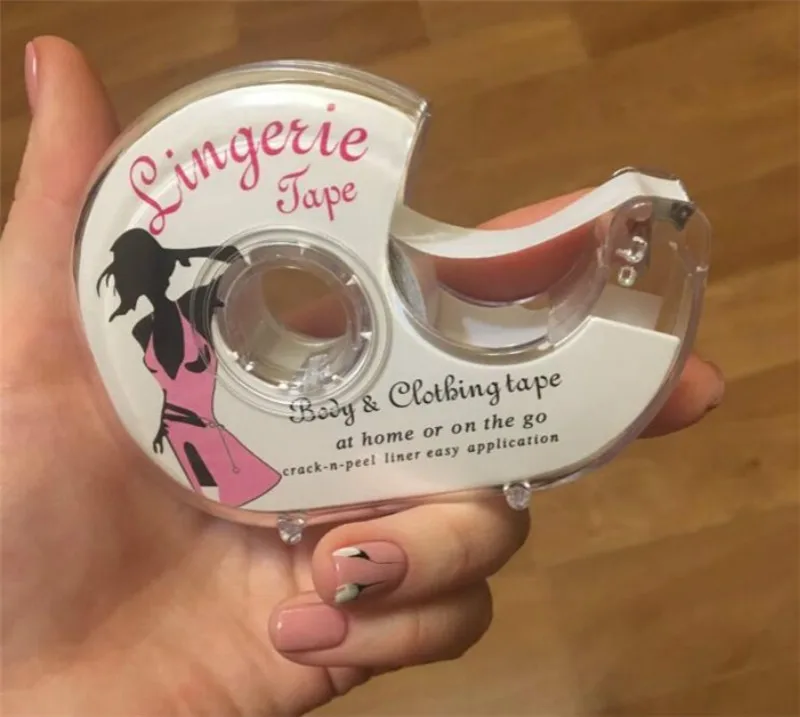 Lingerie
Tape
Body & Clothing tape
at home or on the go
crack-n-peel liner easy application